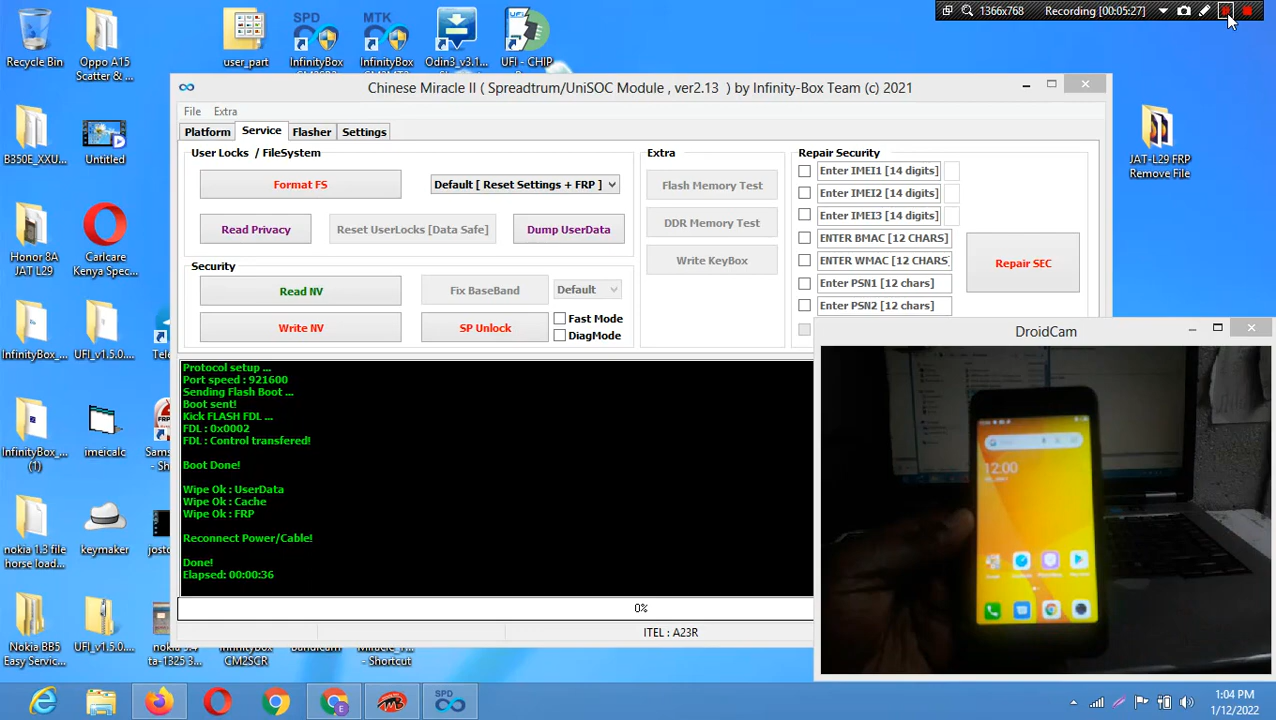 1366x768
Recording [00:05:27]
Recycle Bin
Oppo A15
Scatter & ...
user_part
SPD
InfinityBox
MTK
InfinityBox
Odin3_v3.1...
UFi
UFI - CHIP
B350E_XXU...
Untitled
Honor 8A
JAT L29
Caricare
Kenya Spec...
InfinityBox_...
UFI_v1.5.0....
InfinityBox_...
(1)
imeicalc
nokia 1.3 file
horse load...
keymaker
Nokia BB5
Easy Servic...
UFI_v1.5.0....
JAT-L29 FRP
Remove File
Chinese Miracle II ( Spreadtrum/UniSOC Module , ver2.13 ) by Infinity-Box Team (c) 2021
File Extra
Platform Service Flasher Settings
User Locks / FileSystem
Format FS
Default [ Reset Settings + FRP ]
Read Privacy
Reset UserLocks [Data Safe]
Dump UserData
Security
Read NV
Fix BaseBand
Default
Write NV
SP Unlock
Fast Mode
DiagMode
Extra
Flash Memory Test
DDR Memory Test
Write KeyBox
Repair Security
Enter IMEI1 [14 digits]
Enter IMEI2 [14 digits]
Enter IMEI3 [14 digits]
ENTER BMAC [12 CHARS]
ENTER WMAC [12 CHARS]
Enter PSN1 [12 chars]
Enter PSN2 [12 chars]
Repair SEC
Protocol setup ...
Port speed : 921600
Sending Flash Boot ...
Boot sent!
Kick FLASH FDL ...
FDL : 0x0002
FDL : Control transfered!
Boot Done!
Wipe Ok : UserData
Wipe Ok : Cache
Wipe Ok : FRP
Reconnect Power/Cable!
Done!
Elapsed: 00:00:36
0%
ITEL : A23R
DroidCam
12:00
InfinityBox
CM2SGR
- Shortcut
SPD
1:04 PM
1/12/2022